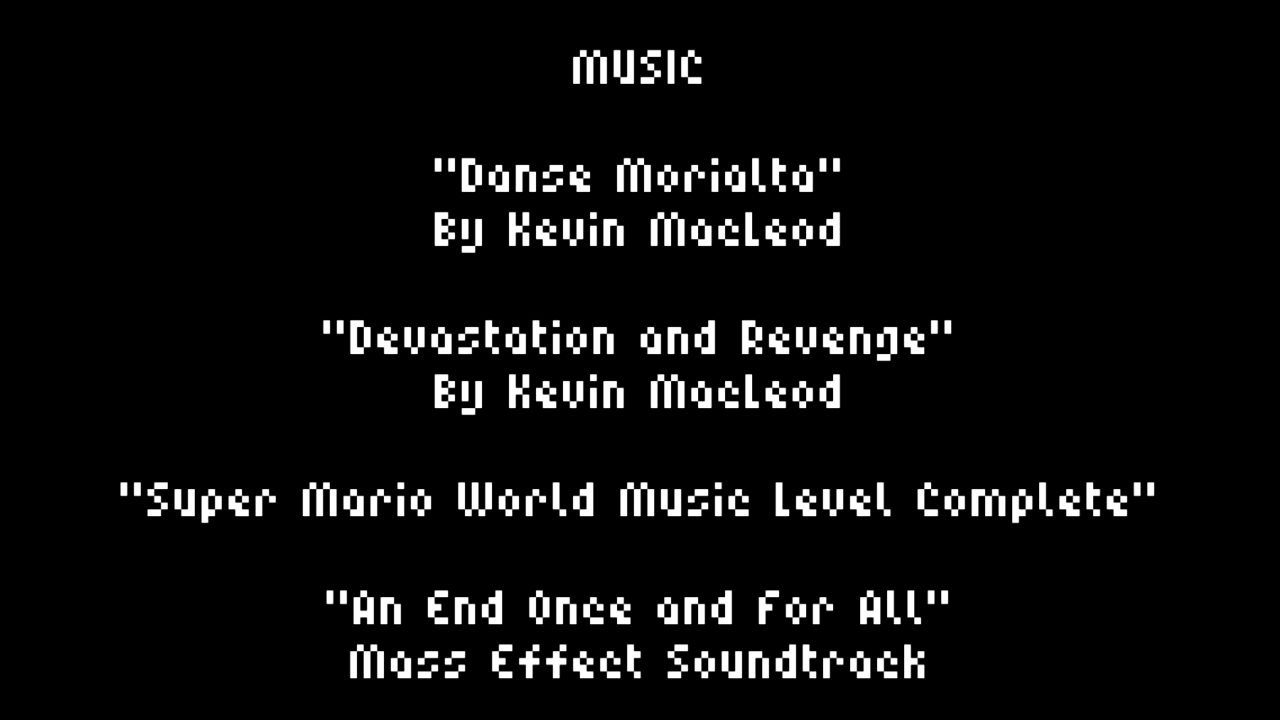 MUSIC
"Danse Morialta"
By Kevin MacLeod
"Devastation and Revenge"
By Kevin MacLeod
"Super Mario World Music Level Complete"
"An End Once and For All"
Mass Effect Soundtrack